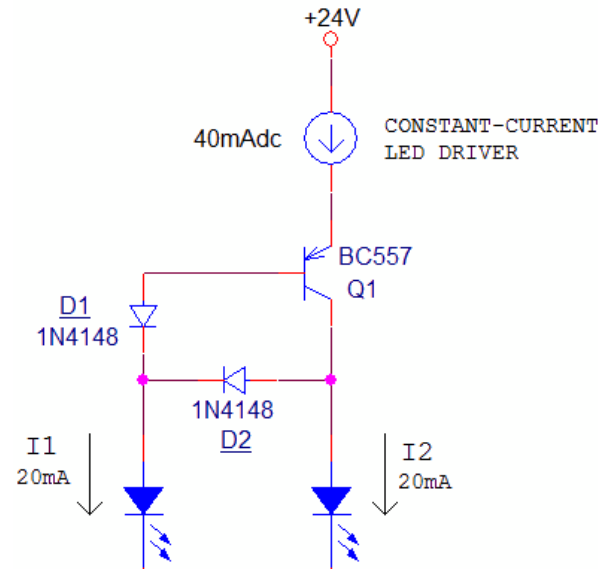 +24V
40mAdc
CONSTANT-CURRENT
LED DRIVER
BC557
Q1
D1
1N4148
1N4148
D2
I1
20mA
I2
20mA